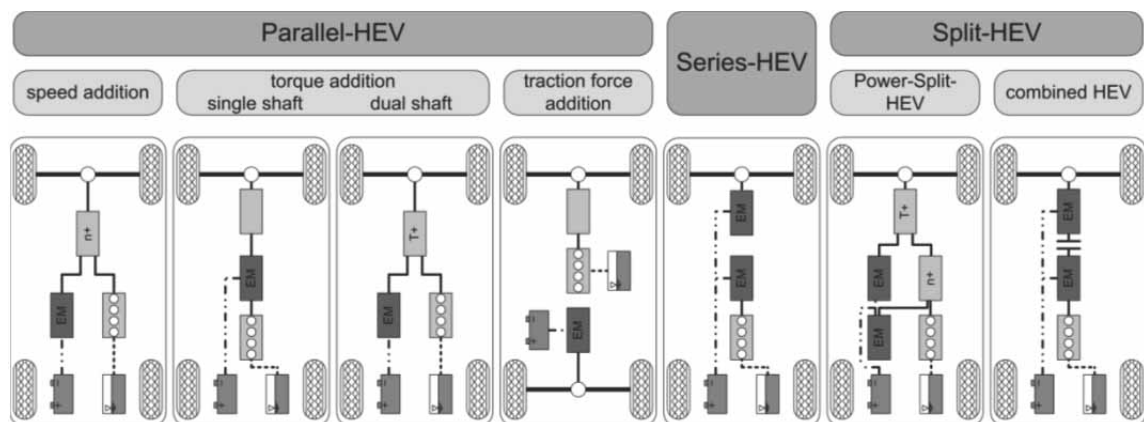 Parallel-HEV
Series-HEV
Split-HEV
speed addition
torque addition
single shaft dual shaft
traction force
addition
Power-Split-
HEV
combined HEV
n+
EM
- +
EM
- +
T+
EM
- +
EM
- +
EM
EM
- +
T+
EM
n+
EM
- +
EM
EM
- +